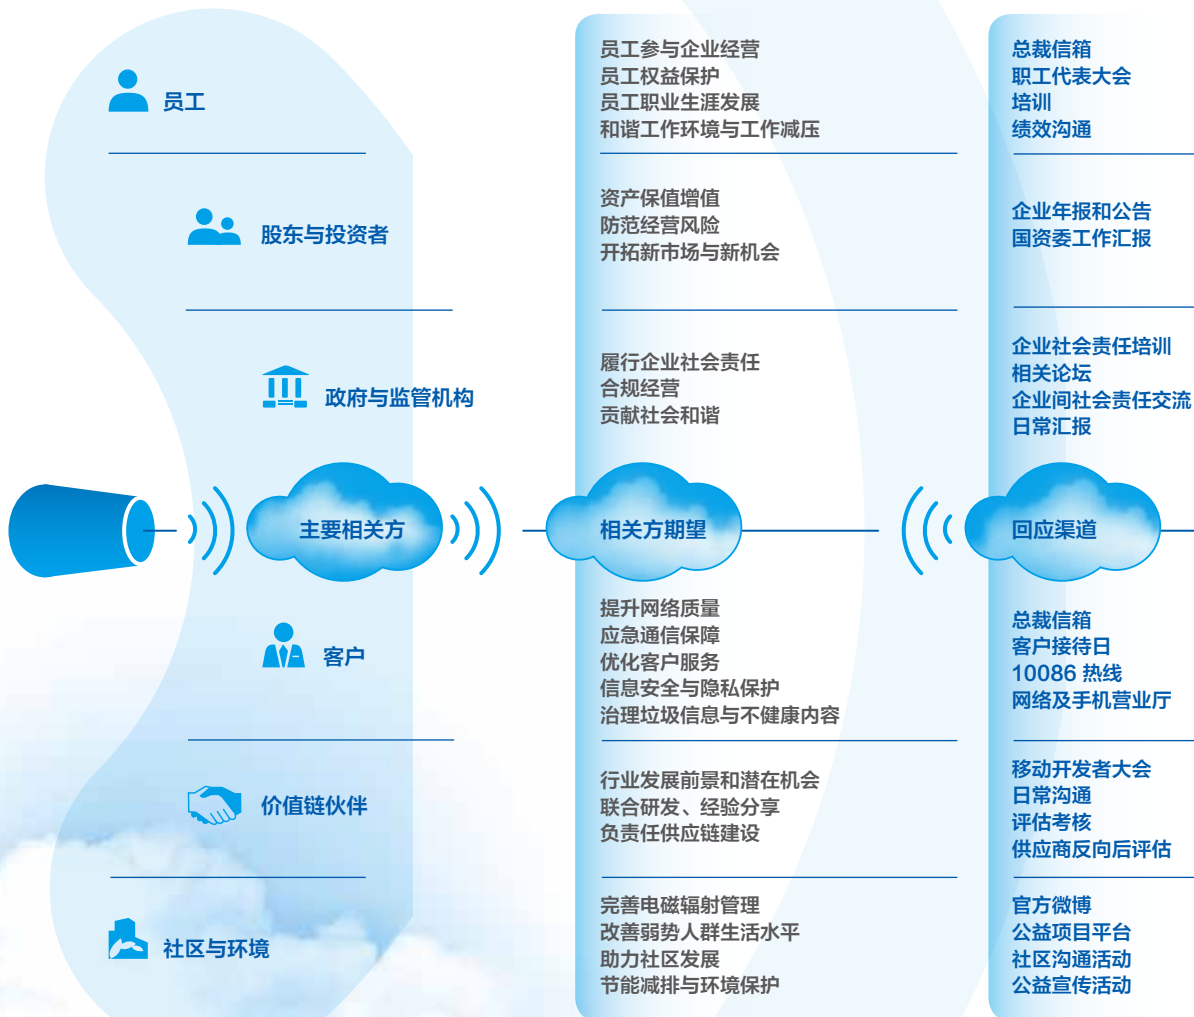 员工
员工参与企业经营
员工权益保护
员工职业生涯发展
和谐工作环境与工作减压
总裁信箱
职工代表大会
培训
绩效沟通
股东与投资者
资产保值增值
防范经营风险
开拓新市场与新机会
企业年报和公告
国资委工作汇报
政府与监管机构
履行企业社会责任
合规经营
贡献社会和谐
企业社会责任培训
相关论坛
企业间社会责任交流
日常汇报
主要相关方
相关方期望
回应渠道
客户
提升网络质量
应急通信保障
优化客户服务
信息安全与隐私保护
治理垃圾信息与不健康内容
总裁信箱
客户接待日
10086 热线
网络及手机营业厅
价值链伙伴
行业发展前景和潜在机会
联合研发、经验分享
负责任供应链建设
移动开发者大会
日常沟通
评估考核
供应商反向后评估
社区与环境
完善电磁辐射管理
改善弱势人群生活水平
助力社区发展
节能减排与环境保护
官方微博
公益项目平台
社区沟通活动
公益宣传活动